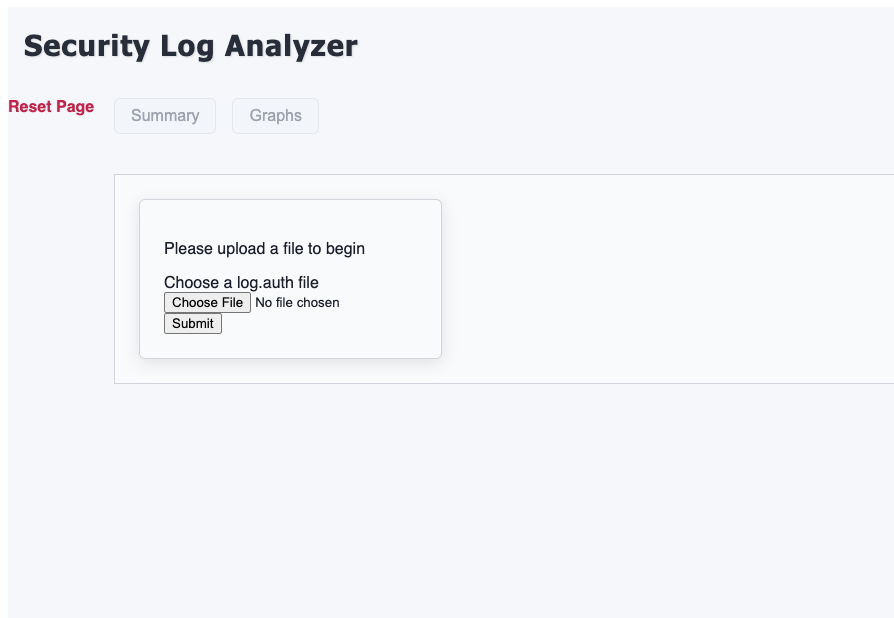 Security Log Analyzer
Reset Page
Summary
Graphs
Please upload a file to begin
Choose a log.auth file
Choose File No file chosen
Submit